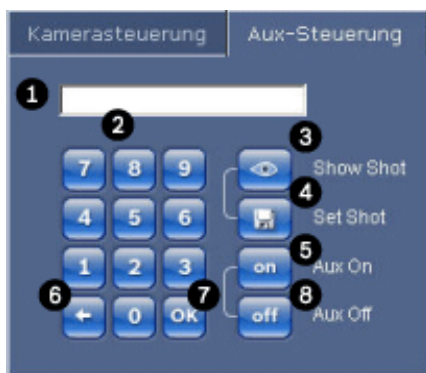 Kamerasteuerung Aux-Steuerung
1
2
3
7 8 9 Show Shot
4
4 5 6 Set Shot
5
1 2 3 on Aux On
6 7 8
0 OK off Aux Off